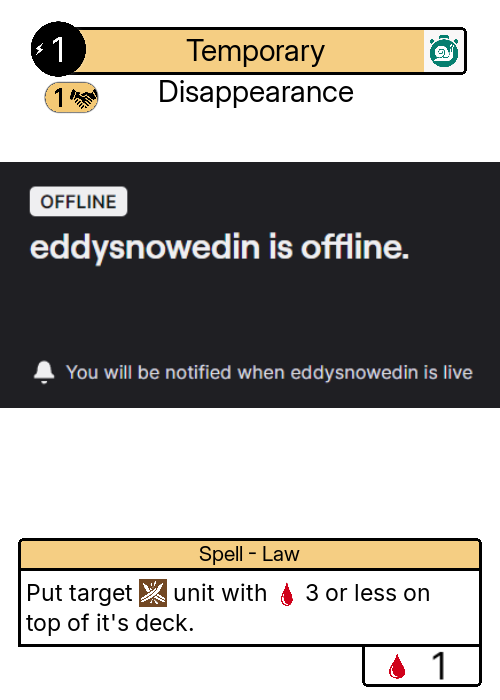 1 Temporary
1 Disappearance
OFFLINE
eddysnowedin is offline.
You will be notified when eddysnowedin is live
Spell - Law
Put target unit with 3 or less on
top of it's deck.
1